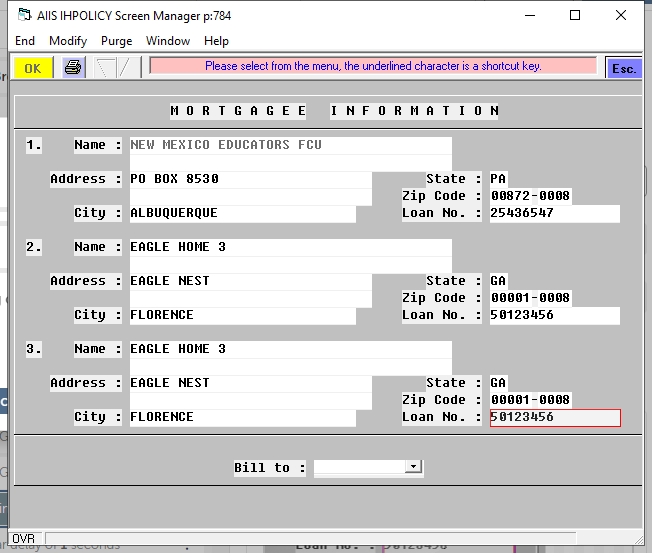 AIIS IHPOLICY Screen Manager p:784
End Modify Purge Window Help
OK Please select from the menu, the underlined character is a shortcut key. Esc.
M O R T G A G E E I N F O R M A T I O N
1. Name : NEW MEXICO EDUCATORS FCU
Address : PO BOX 8530 State : PA
Zip Code : 00872-0008
City : ALBUQUERQUE Loan No. : 25436547
2. Name : EAGLE HOME 3
Address : EAGLE NEST State : GA
Zip Code : 00001-0008
City : FLORENCE Loan No. : 50123456
3. Name : EAGLE HOME 3
Address : EAGLE NEST State : GA
Zip Code : 00001-0008
City : FLORENCE Loan No. : 50123456
Bill to :
OVR